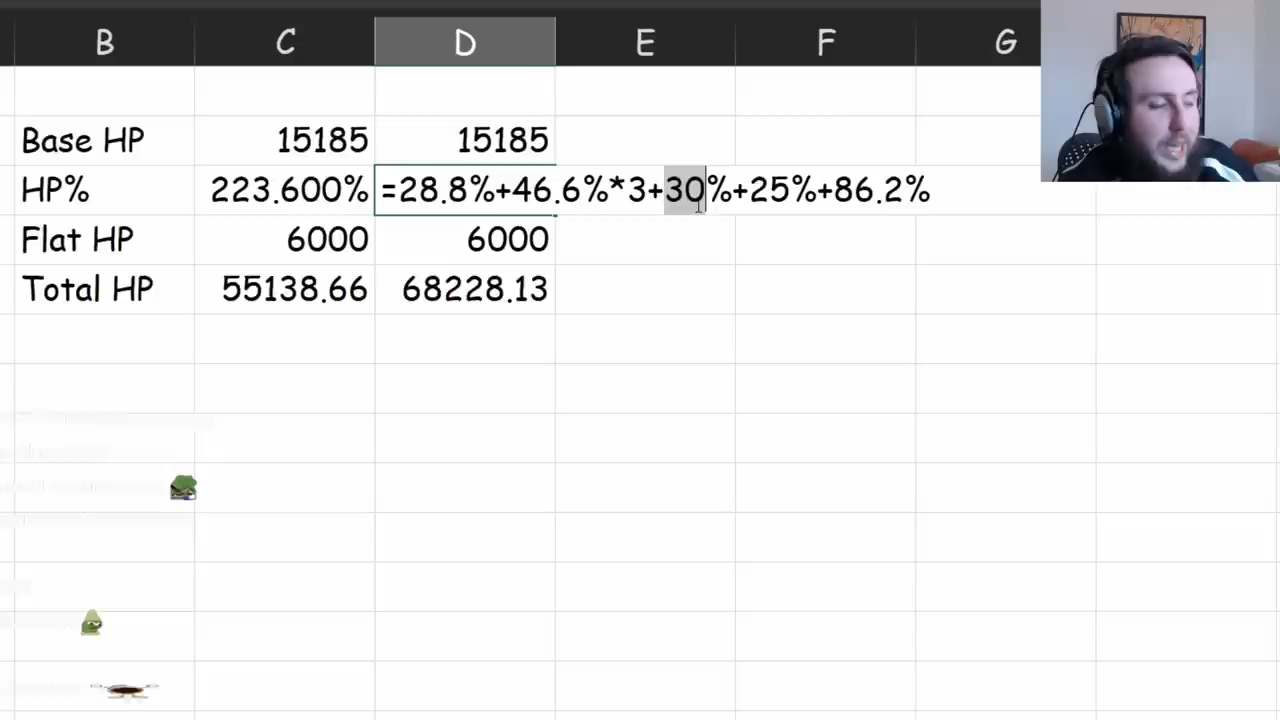 B C D E F G
Base HP 15185 15185
HP% 223.600% =28.8%+46.6%*3+30%+25%+86.2%
Flat HP 6000 6000
Total HP 55138.66 68228.13